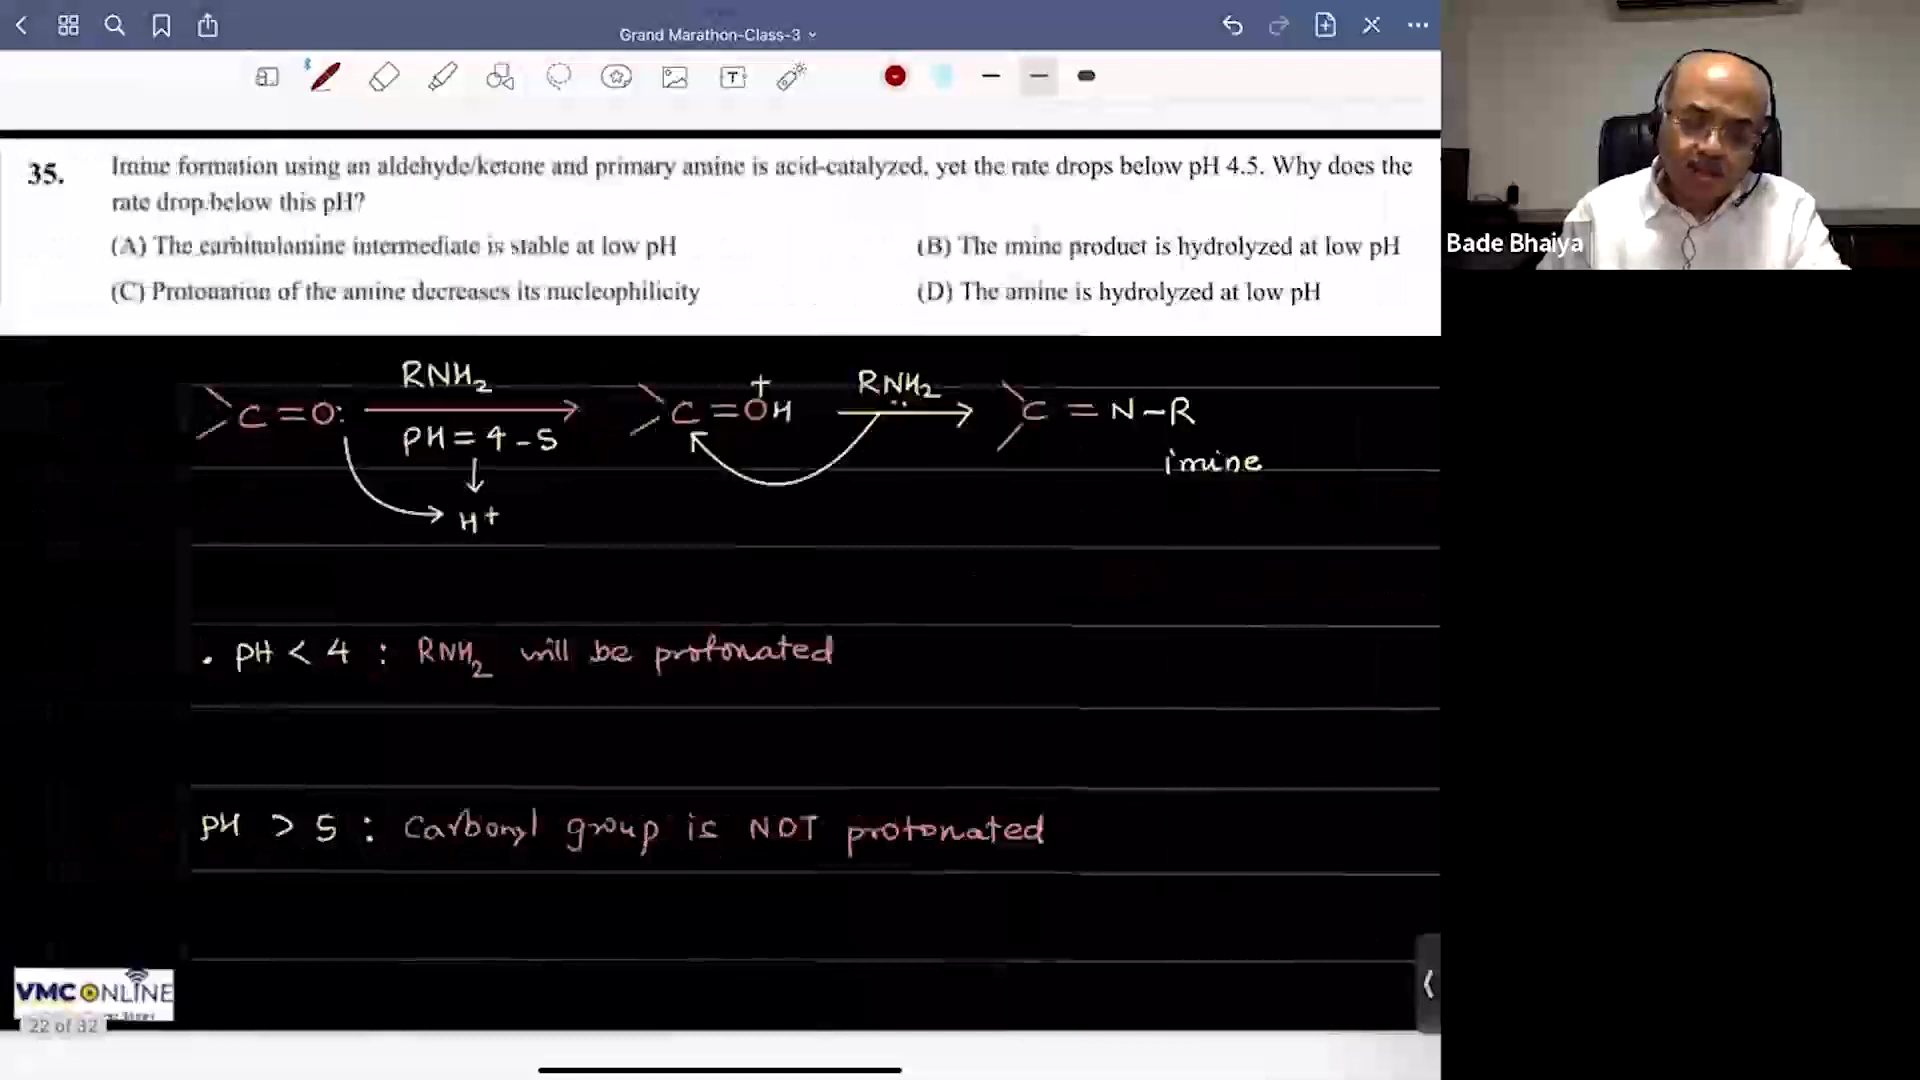 Grand Marathon-Class-3
35.
Imine formation using an aldehyde/ketone and primary amine is acid-catalyzed, yet the rate drops below pH 4.5. Why does the
rate drop below this pH?
(A) The carbinolamine intermediate is stable at low pH
(B) The imine product is hydrolyzed at low pH
(C) Protonation of the amine decreases its nucleophilicity
(D) The amine is hydrolyzed at low pH
Bade Bhaiya
RNH2
C=O:
PH = 4-5
H+
+
C=OH
RNH2
C=N-R
imine
. PH < 4 : RNH2 will be protonated
PH > 5 : Carbonyl group is NOT protonated
VMC ONLINE
22 of 32